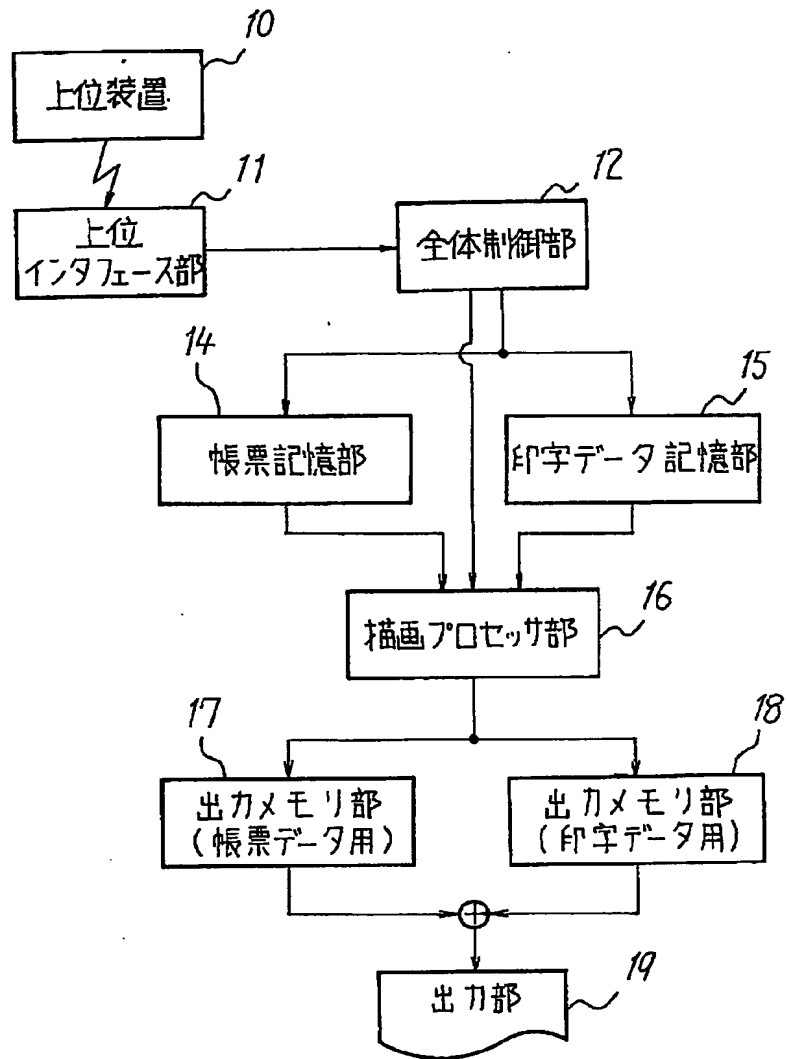 10
上位装置
11
上位
インタフェース部
12
全体制御部
14
帳票記憶部
15
印字データ記憶部
16
描画プロセッサ部
17
出力メモリ部
(帳票データ用)
18
出力メモリ部
(印字データ用)
19
出力部